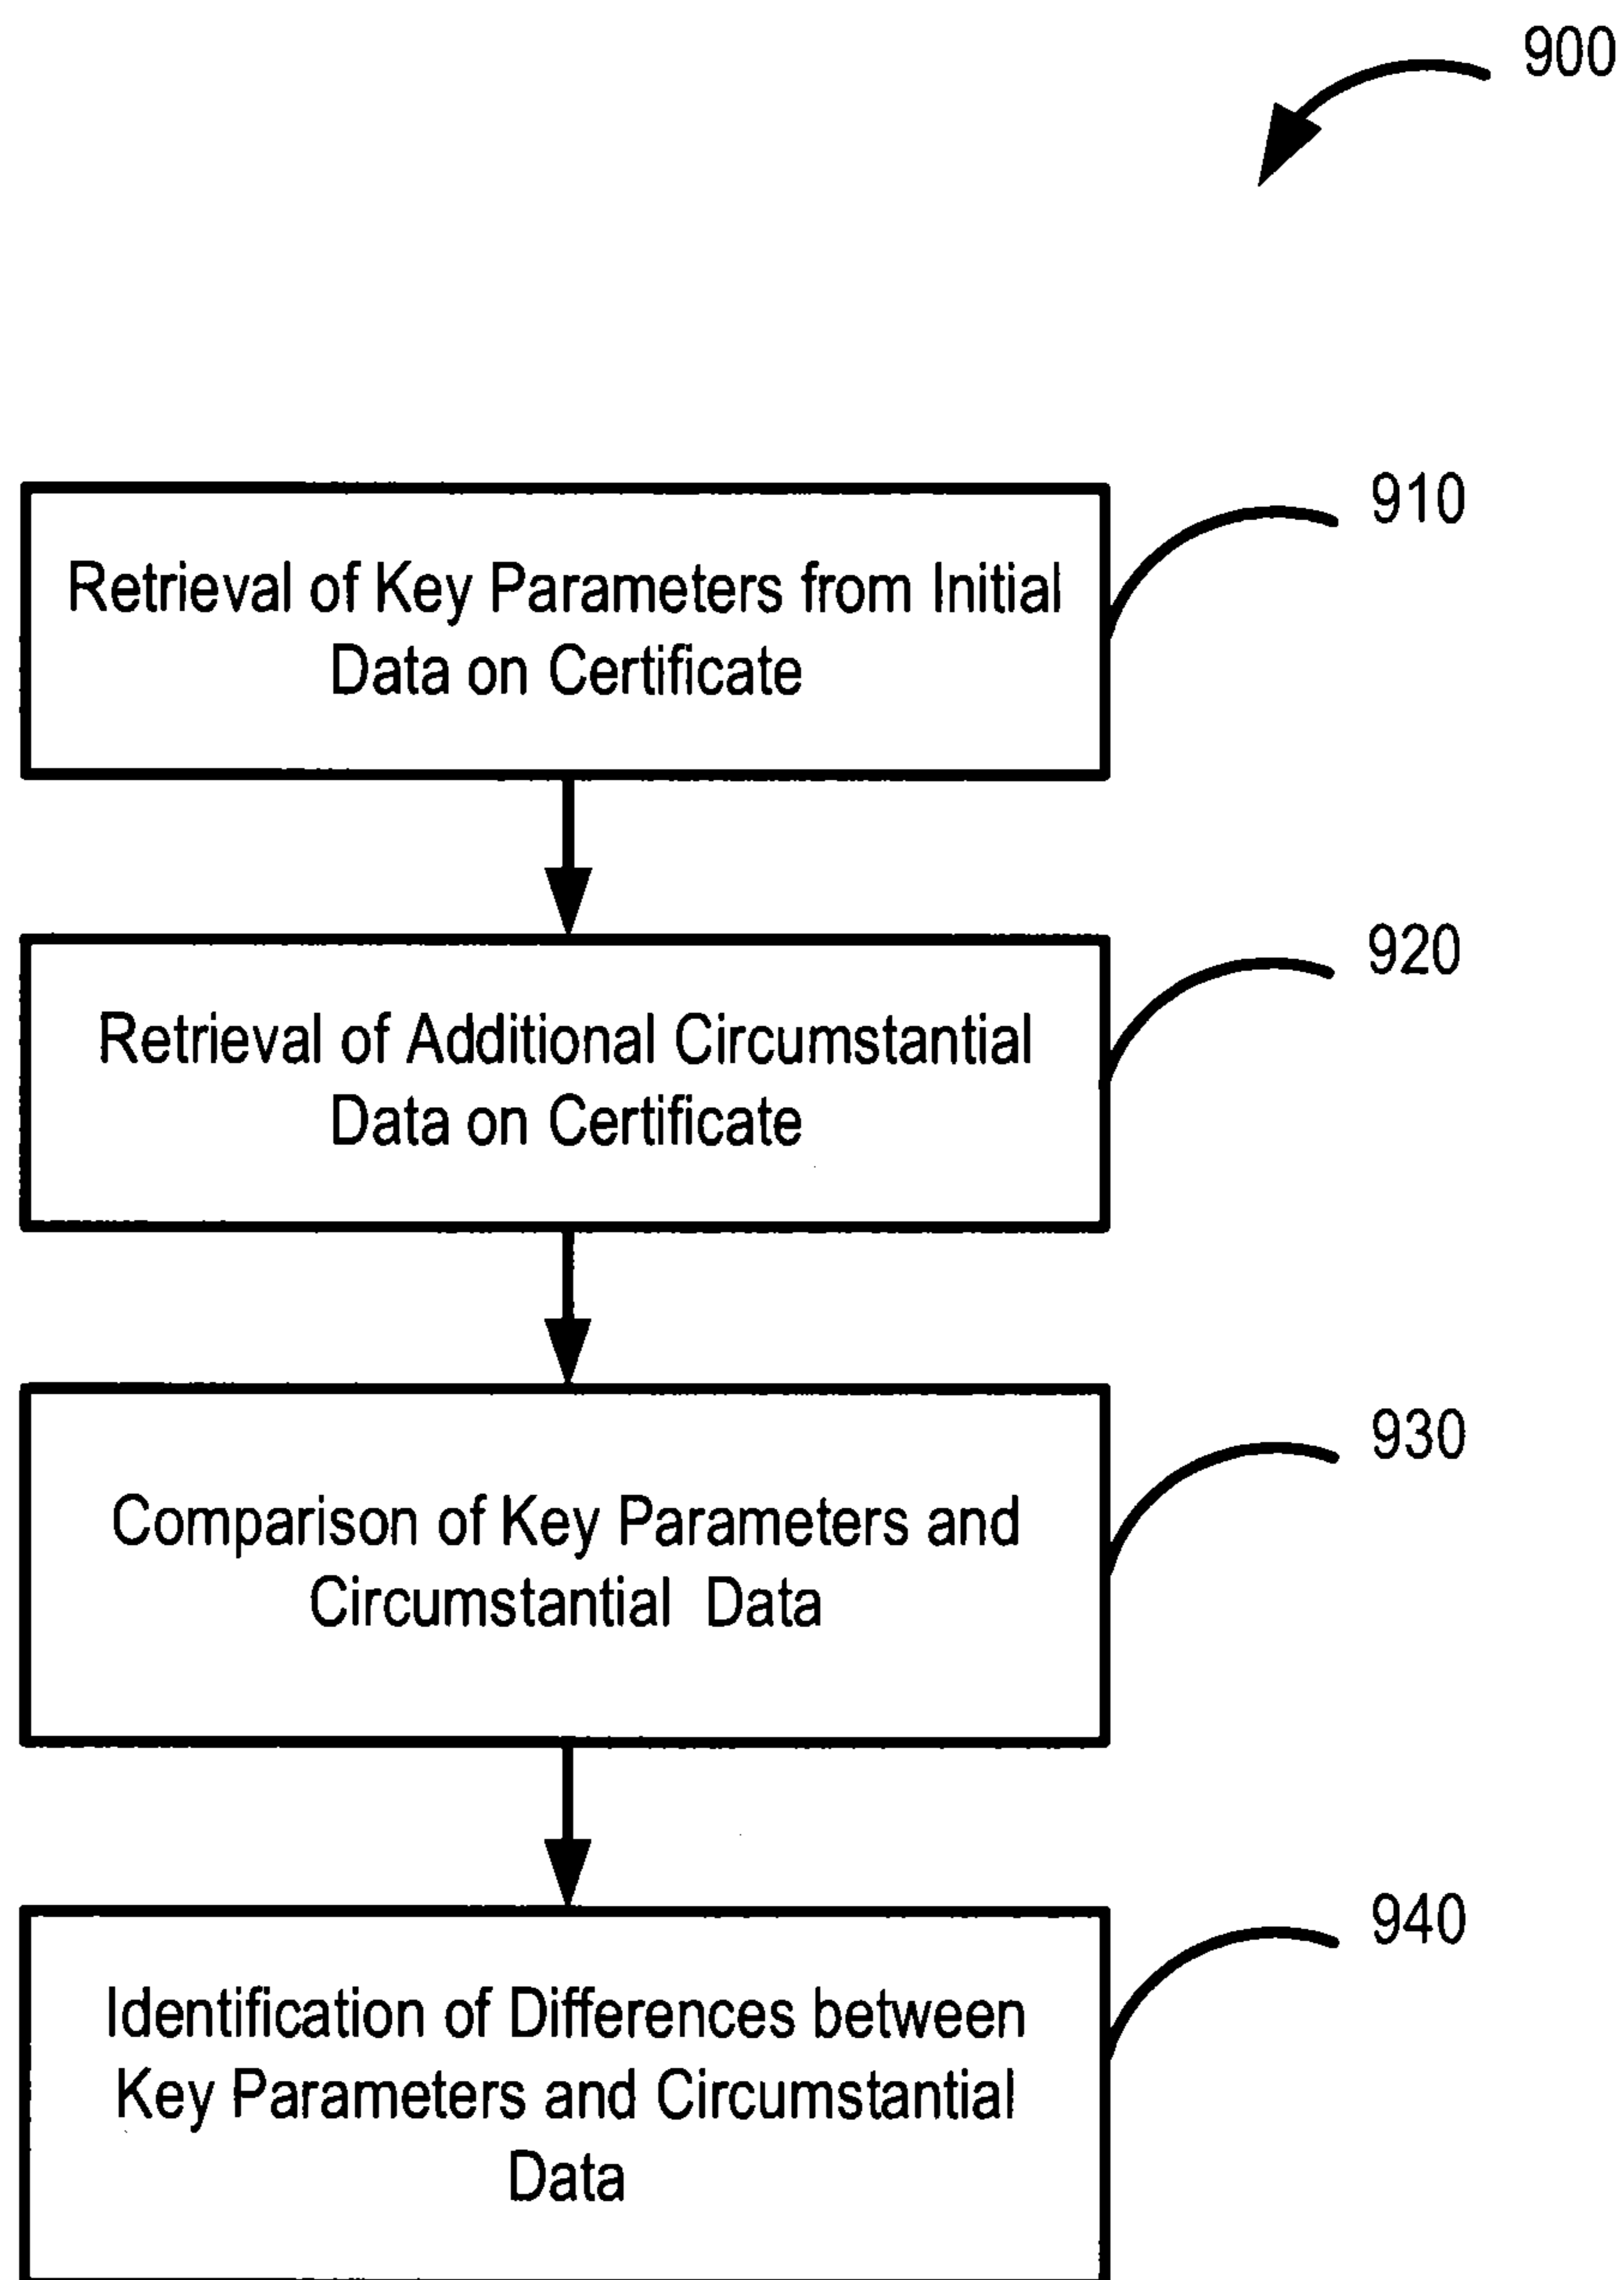 900
910
Retrieval of Key Parameters from Initial
Data on Certificate
920
Retrieval of Additional Circumstantial
Data on Certificate
930
Comparison of Key Parameters and
Circumstantial Data
940
Identification of Differences between
Key Parameters and Circumstantial
Data